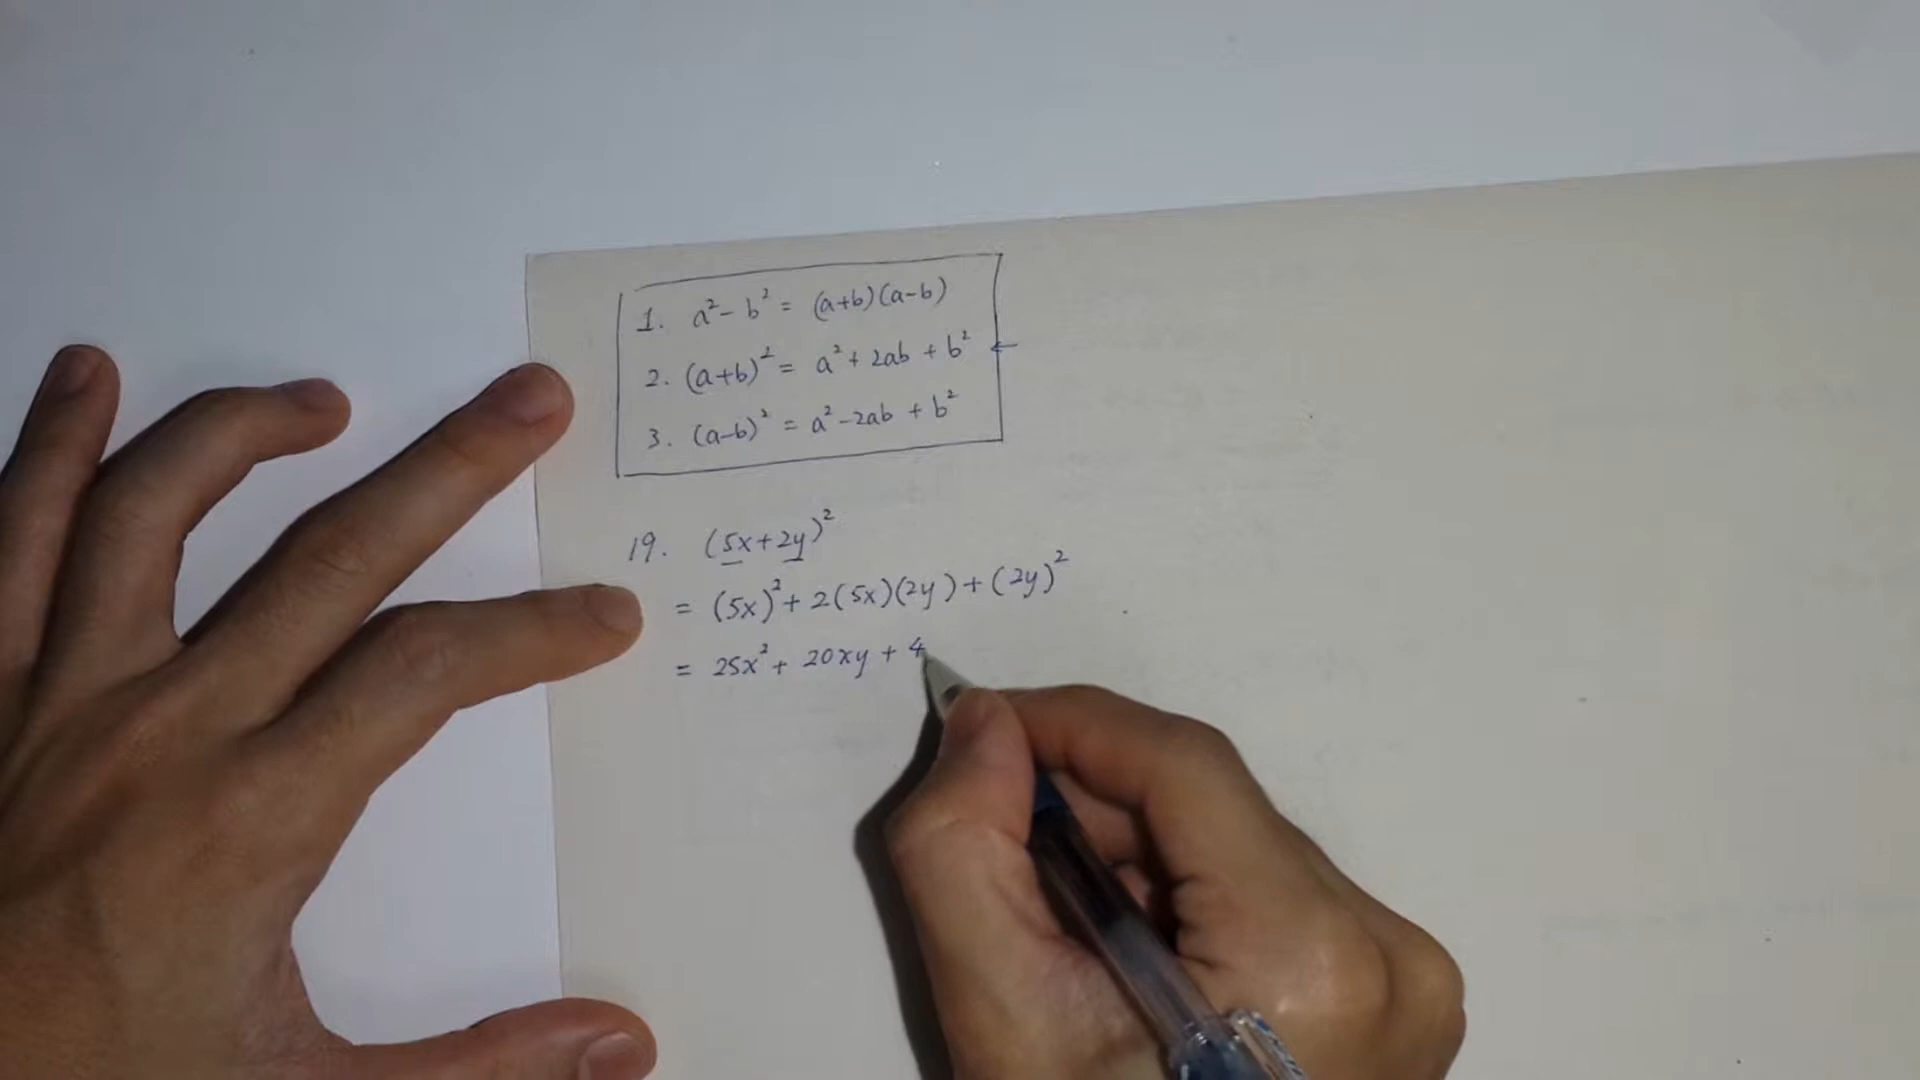 1. a² - b² = (a+b)(a-b)
2. (a+b)² = a² + 2ab + b² ←
3. (a-b)² = a² - 2ab + b²
19. (5x+2y)²
= (5x)² + 2(5x)(2y) + (2y)²
= 25x² + 20xy + 4